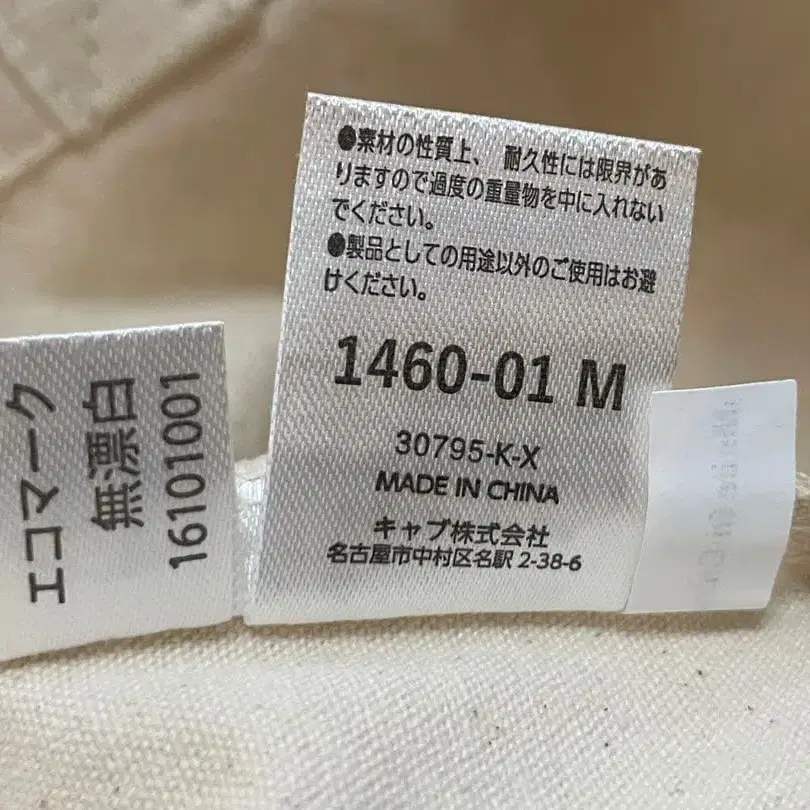 ●素材の性質上、 耐久性には限界があ
りますので過度の重量物を中に入れない
でください。
●製品としての用途以外のご使用はお避
けください。
1460-01 M
30795-K-X
MADE IN CHINA
キャブ株式会社
名古屋市中村区名駅 2-38-6
エコマーク
無漂白
16101001